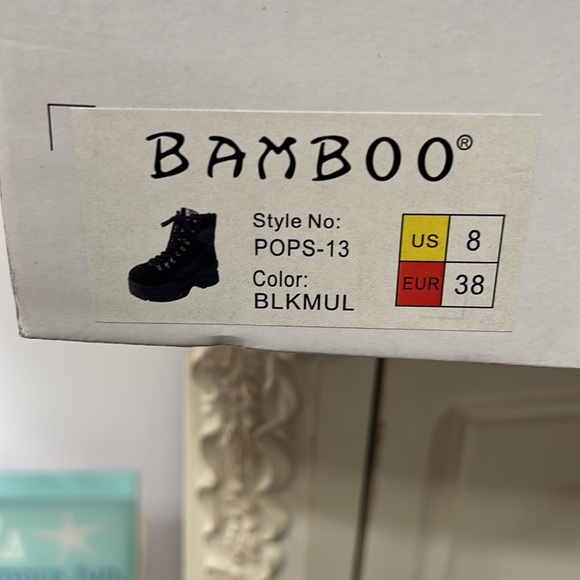 BAMBOO®
Style No:
POPS-13
Color:
BLKMUL
US 8
EUR 38